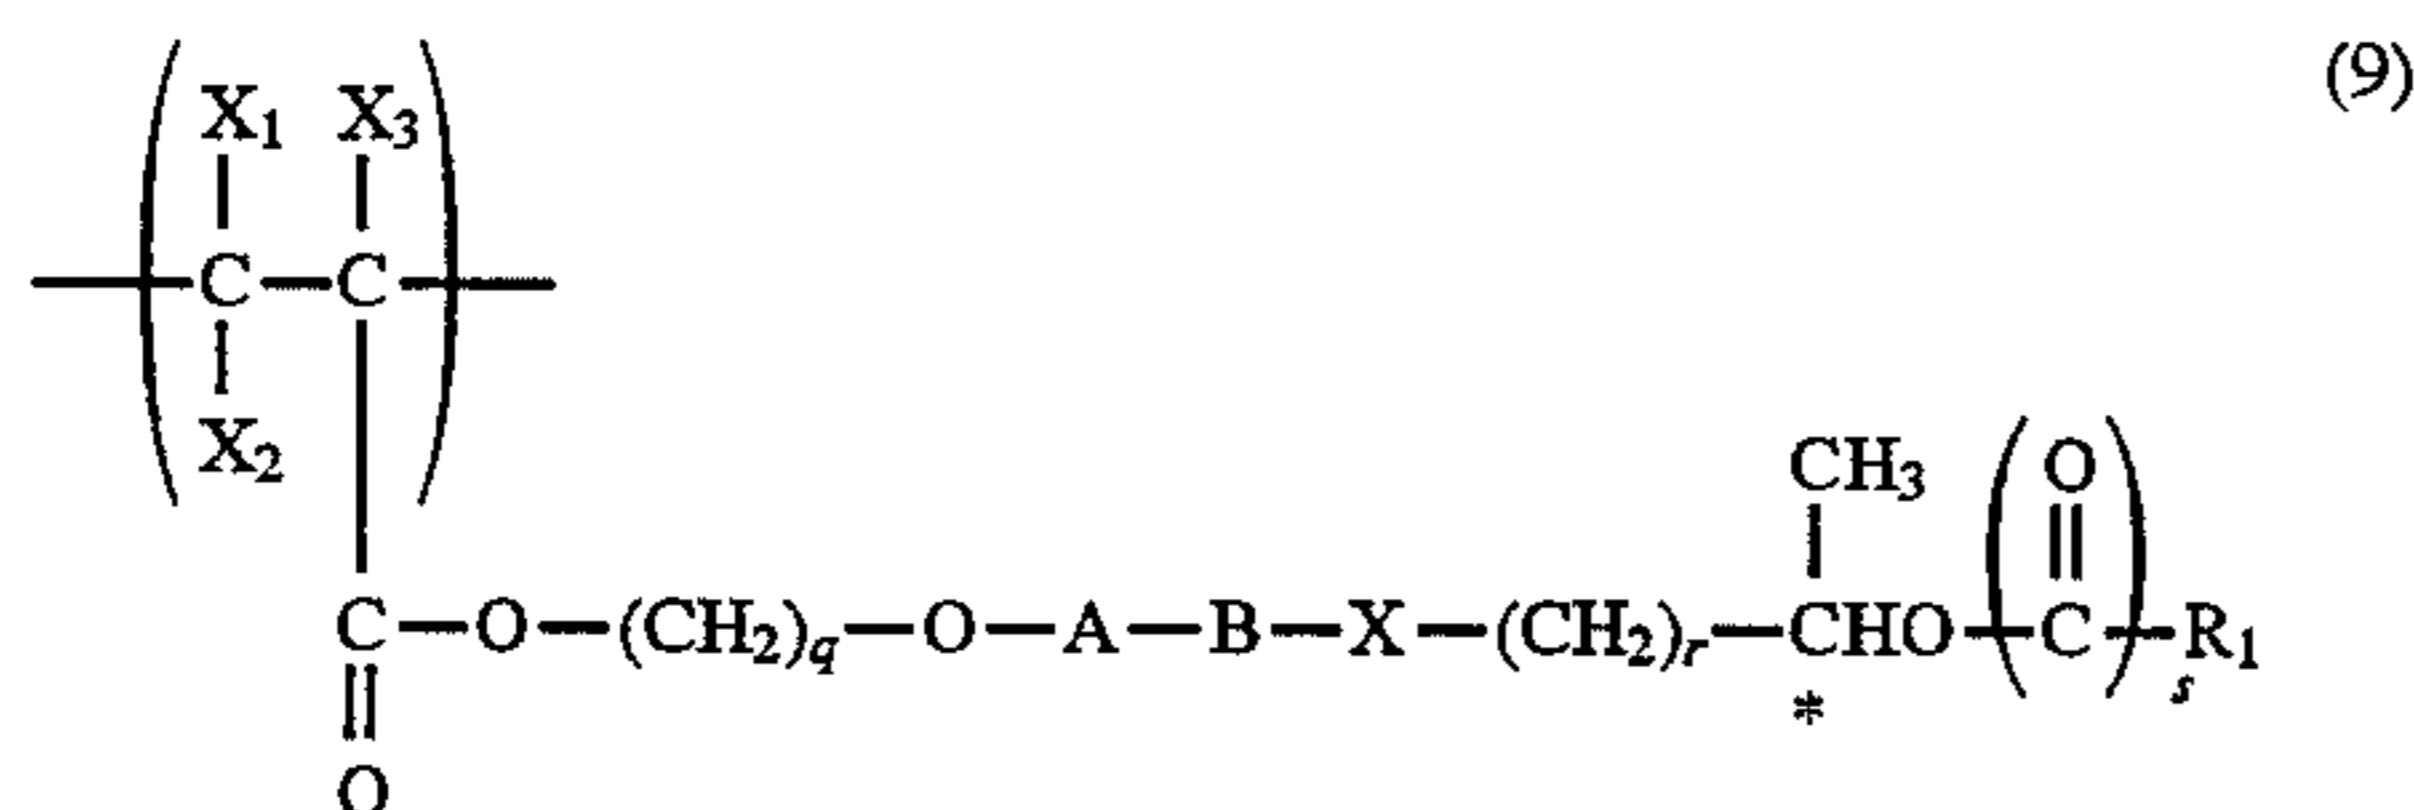 (9)
X1 X3
C—C
X2
CH3 O
C—O—(CH2)q—O—A—B—X—(CH2)r—CHO—(C)s—R1
*
O